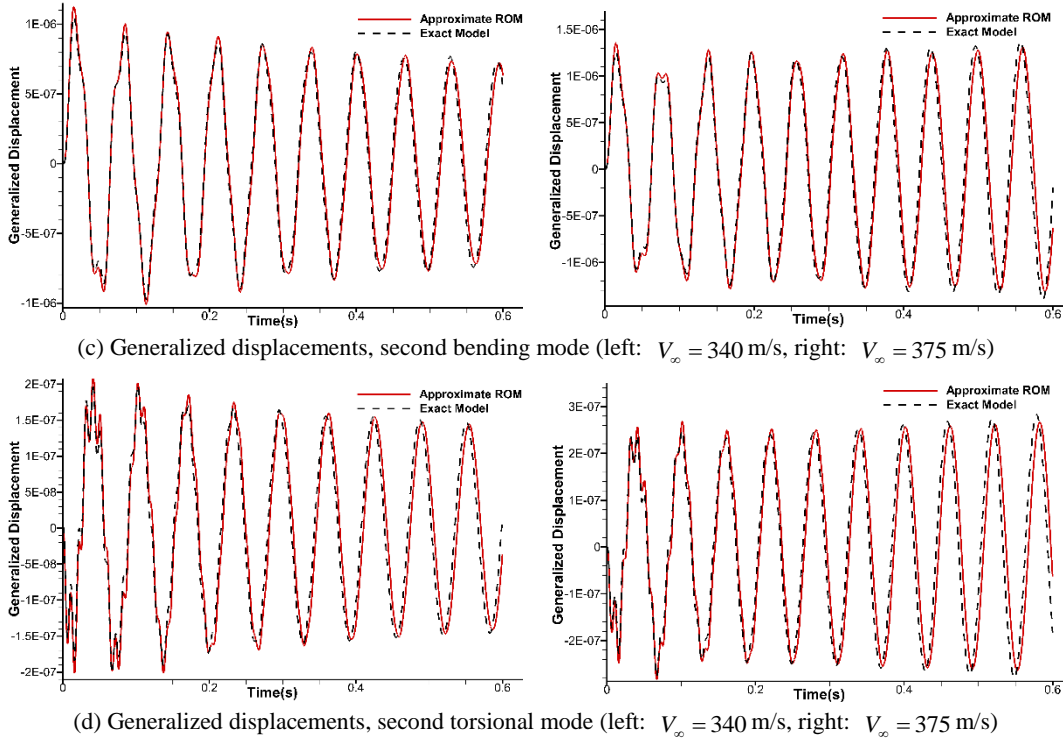 Approximate ROM
Exact Model
1E-06
5E-07
0
-5E-07
-1E-06
Generalized Displacement
0 0.2 0.4 0.6
Time(s)
Approximate ROM
Exact Model
1.5E-06
1E-06
5E-07
0
-5E-07
-1E-06
Generalized Displacement
0 0.2 0.4 0.6
Time(s)
(c) Generalized displacements, second bending mode (left: V∞ = 340 m/s, right: V∞ = 375 m/s)
Approximate ROM
Exact Model
2E-07
1.5E-07
1E-07
5E-08
0
-5E-08
-1E-07
-1.5E-07
-2E-07
Generalized Displacement
0 0.2 0.4 0.6
Time(s)
Approximate ROM
Exact Model
3E-07
2E-07
1E-07
0
-1E-07
-2E-07
Generalized Displacement
0 0.2 0.4 0.6
Time(s)
(d) Generalized displacements, second torsional mode (left: V∞ = 340 m/s, right: V∞ = 375 m/s)